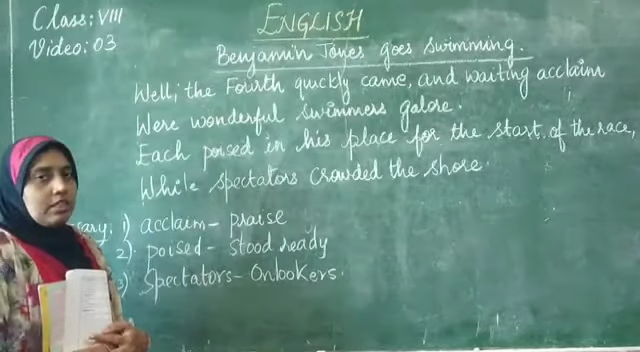 Class: VIII
Video: 03
ENGLISH
Benjamin Jones goes swimming.
Well, the Fourth quickly came, and waiting acclaim
Were wonderful swimmers galore.
Each poised in his place for the start of the race,
While spectators crowded the shore.
1) acclaim - praise
2) poised - stood ready
3) Spectators - Onlookers.